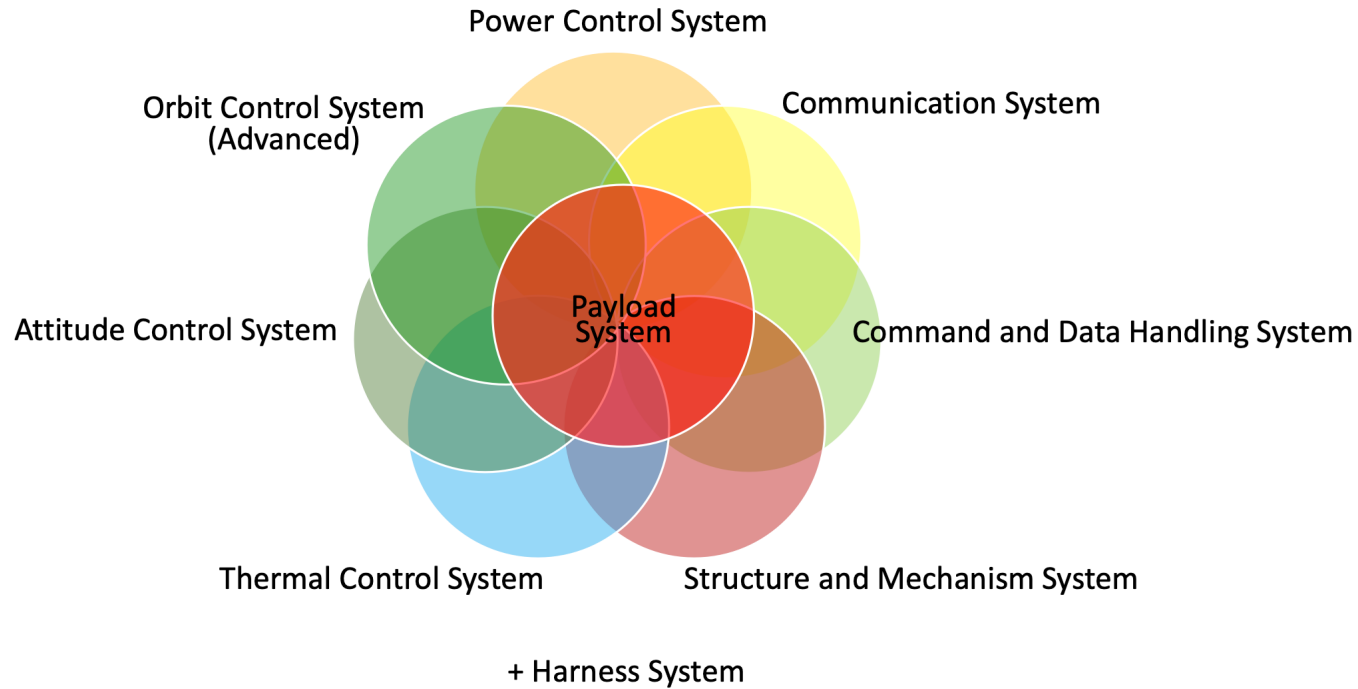 Power Control System
Orbit Control System
(Advanced)
Communication System
Payload
System
Attitude Control System
Command and Data Handling System
Thermal Control System
Structure and Mechanism System
+ Harness System